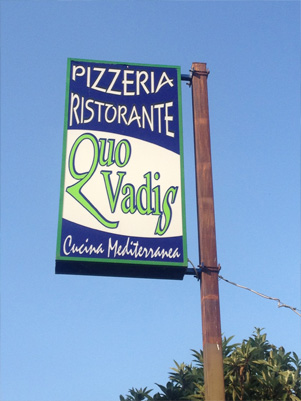 PIZZERIA
RISTORANTE
Quo
Vadis
Cucina Mediterranea